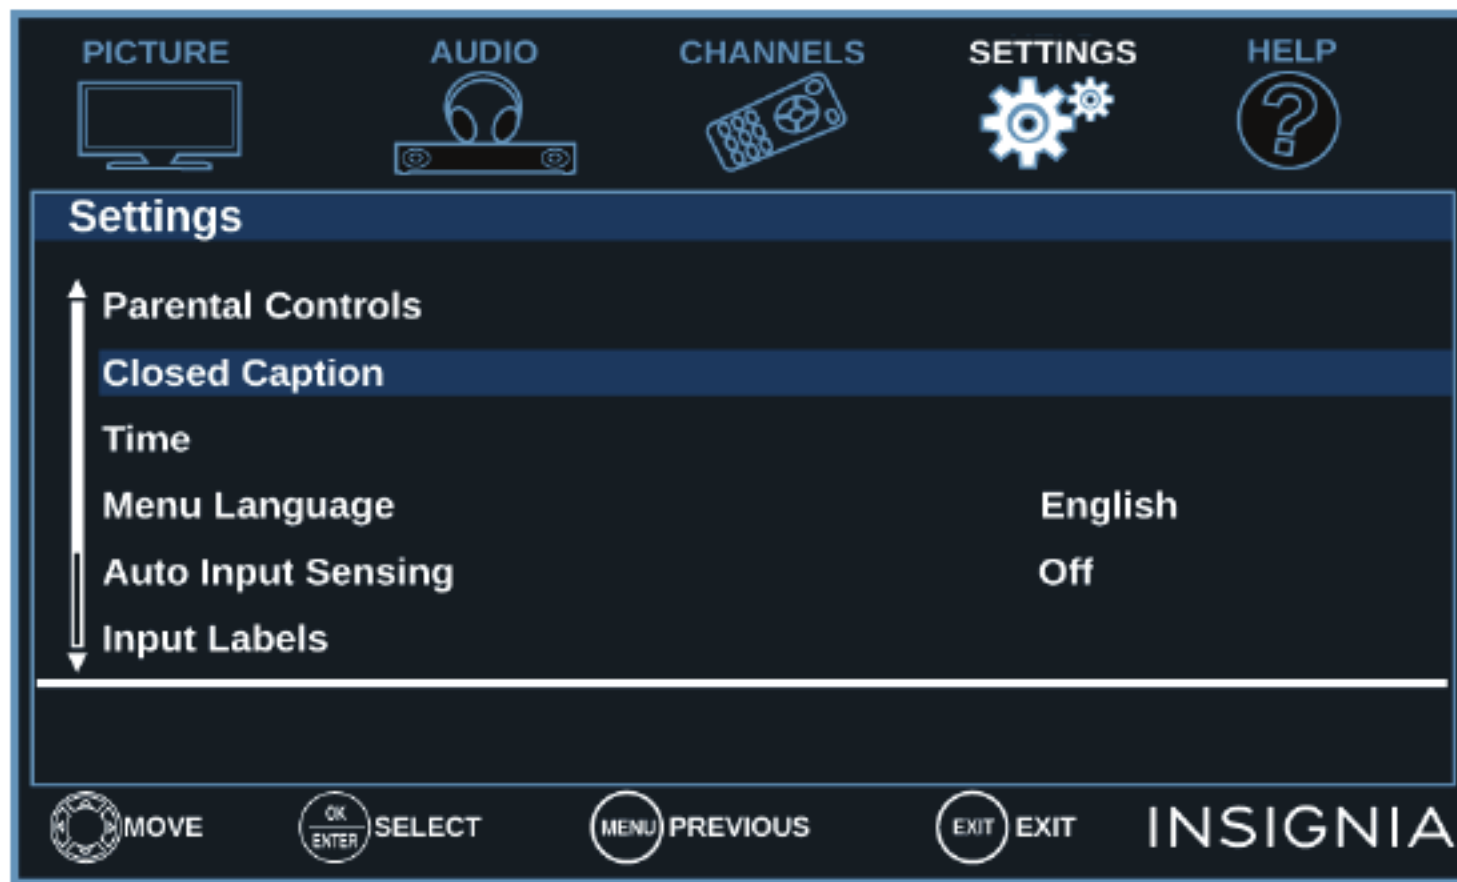 PICTURE AUDIO CHANNELS SETTINGS HELP
Settings
Parental Controls
Closed Caption
Time
Menu Language English
Auto Input Sensing Off
Input Labels
OK ENTER MOVE SELECT MENU PREVIOUS EXIT EXIT INSIGNIA